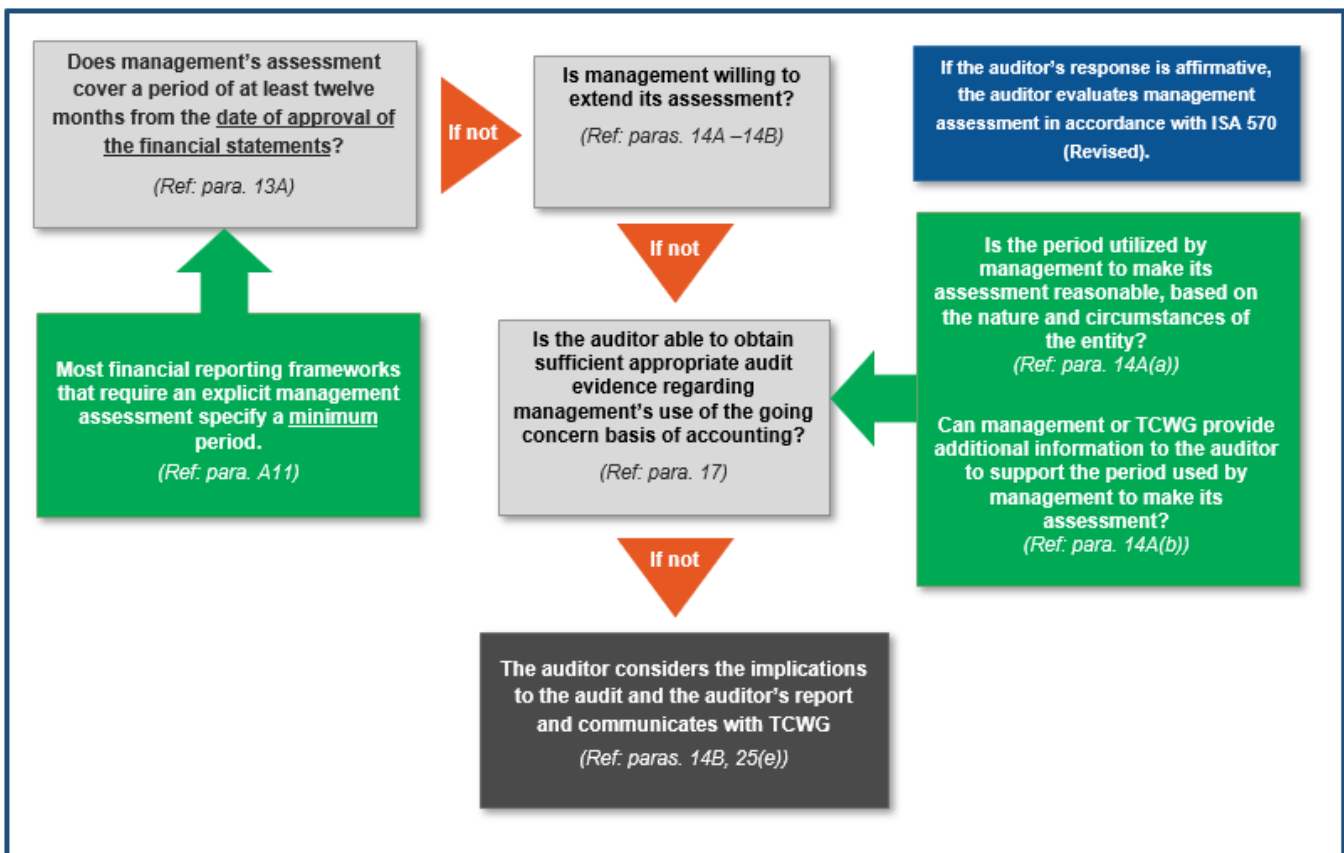 Does management's assessment
cover a period of at least twelve
months from the date of approval of
the financial statements?
(Ref: para. 13A)
If not
Is management willing to
extend its assessment?
(Ref: paras. 14A –14B)
If the auditor's response is affirmative,
the auditor evaluates management
assessment in accordance with ISA 570
(Revised).
Most financial reporting frameworks
that require an explicit management
assessment specify a minimum
period.
(Ref: para. A11)
If not
Is the auditor able to obtain
sufficient appropriate audit
evidence regarding
management's use of the going
concern basis of accounting?
(Ref: para. 17)
Is the period utilized by
management to make its
assessment reasonable, based on
the nature and circumstances of
the entity?
(Ref: para. 14A(a))
Can management or TCWG provide
additional information to the auditor
to support the period used by
management to make its
assessment?
(Ref: para. 14A(b))
If not
The auditor considers the implications
to the audit and the auditor's report
and communicates with TCWG
(Ref: paras. 14B, 25(e))